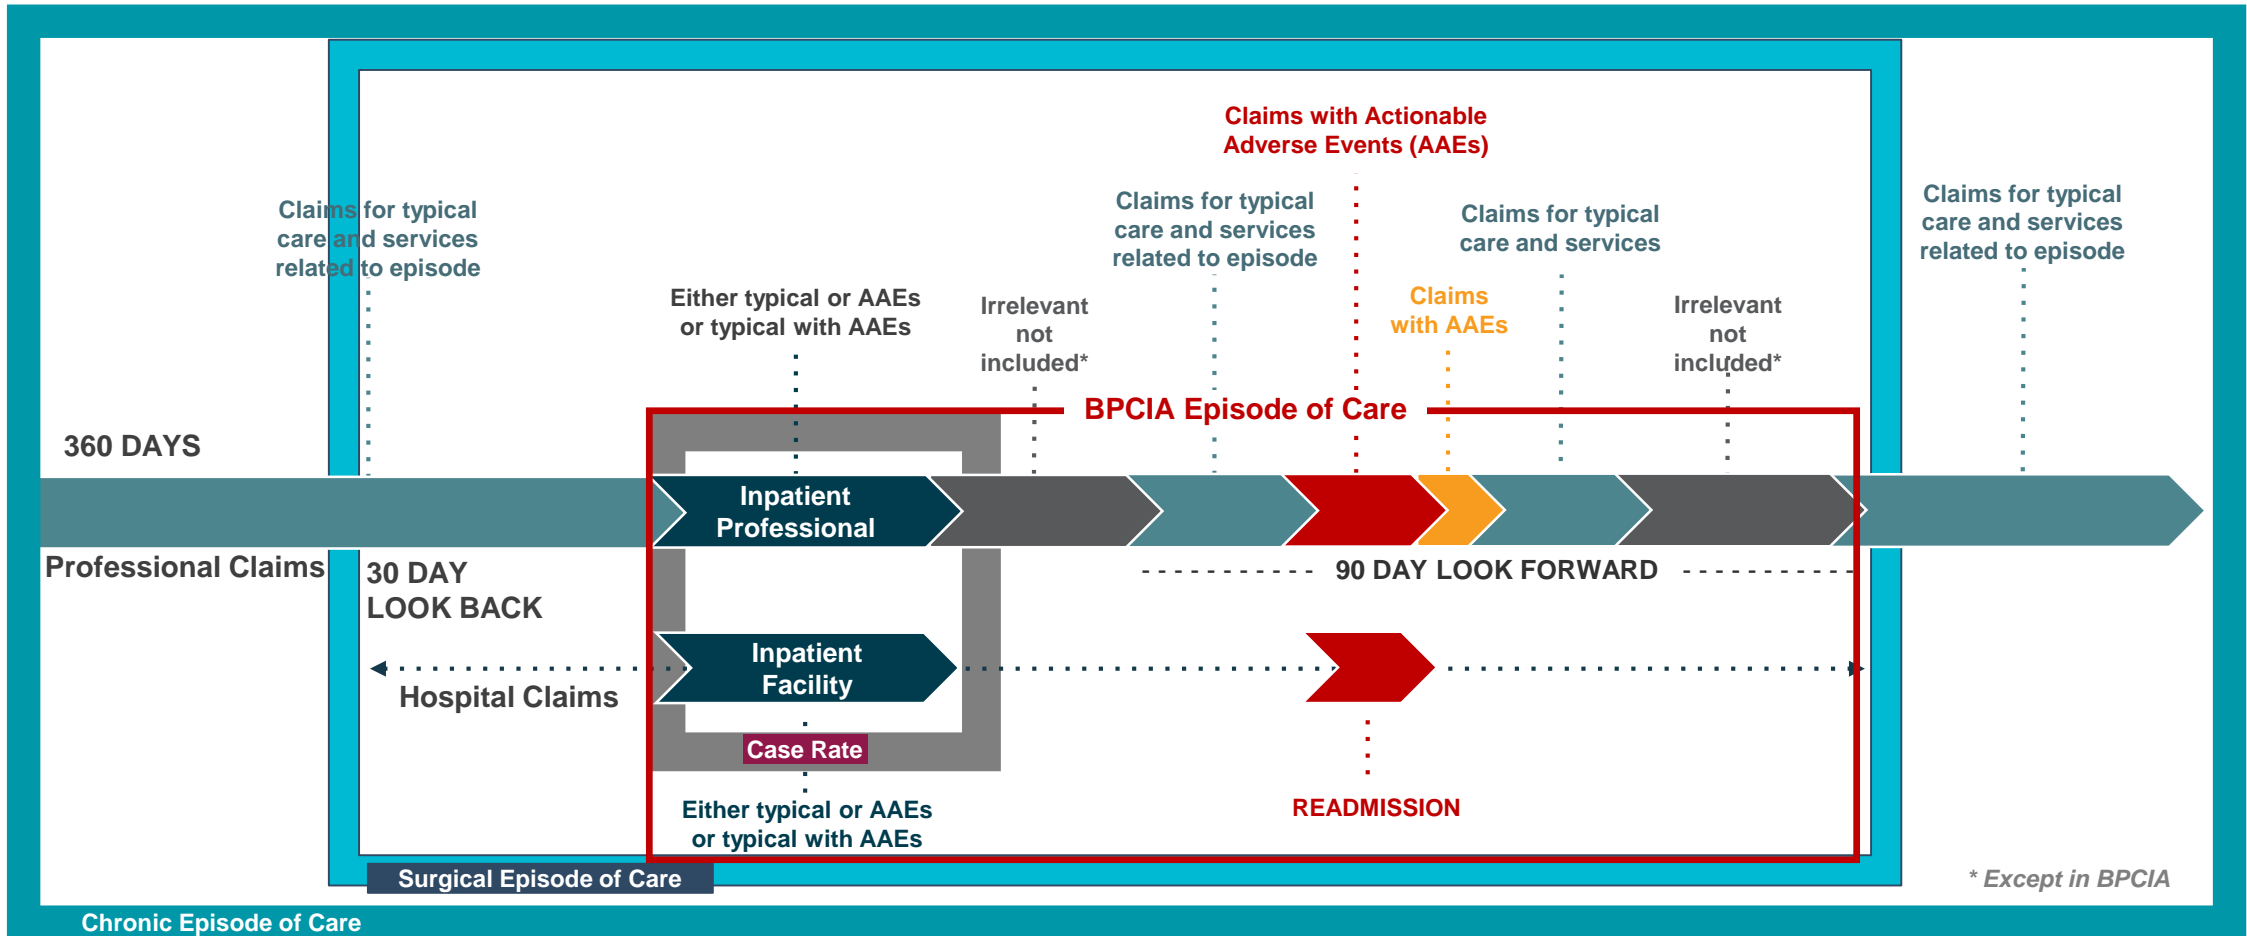 Claims with Actionable
Adverse Events (AAEs)
Claims for typical
care and services
related to episode
Claims for typical
care and services
related to episode
Claims for typical
care and services
Claims for typical
care and services
related to episode
Either typical or AAEs
or typical with AAEs
Irrelevant
not
included*
Claims
with AAEs
Irrelevant
not
included*
BPCIA Episode of Care
360 DAYS
Inpatient
Professional
Professional Claims
30 DAY
LOOK BACK
90 DAY LOOK FORWARD
Inpatient
Facility
Hospital Claims
Case Rate
Either typical or AAEs
or typical with AAEs
READMISSION
Surgical Episode of Care
* Except in BPCIA
Chronic Episode of Care